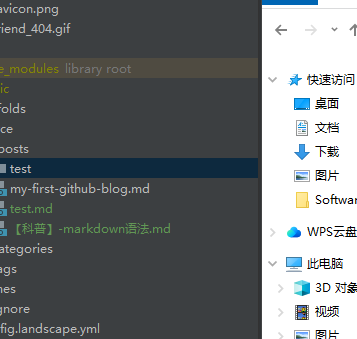 avicon.png
riend_404.gif
e_modules library root
ic
folds
ce
posts
test
my-first-github-blog.md
test.md
【科普】-markdown语法.md
ategories
ags
nes
gnore
fig.landscape.yml
快速访问
桌面
文档
下载
图片
Software
WPS云盘
此电脑
3D 对象
视频
图片